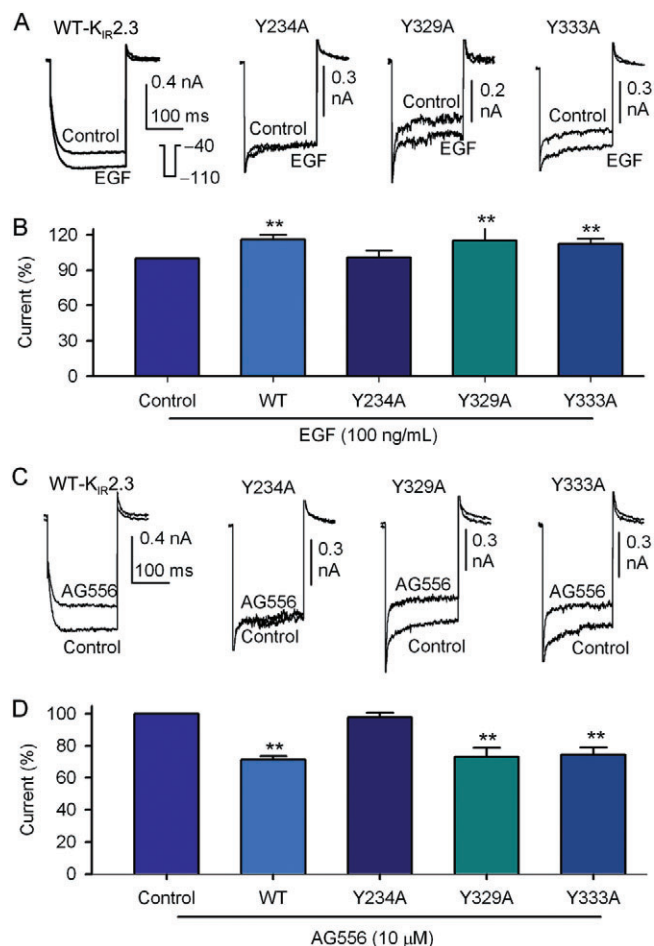 A
WT-KIR2.3
Y234A
Y329A
Y333A
0.4 nA
100 ms
Control
EGF
−40
−110
0.3
nA
Control
EGF
0.2
nA
Control
EGF
0.3
nA
Control
EGF
B
Current (%)
120
90
60
30
0
**
**
**
Control
WT
Y234A
Y329A
Y333A
EGF (100 ng/mL)
C
WT-KIR2.3
Y234A
Y329A
Y333A
0.4 nA
100 ms
AG556
Control
0.3
nA
AG556
Control
0.3
nA
AG556
Control
0.3
nA
AG556
Control
D
Current (%)
100
80
60
40
20
0
**
**
**
Control
WT
Y234A
Y329A
Y333A
AG556 (10 μM)